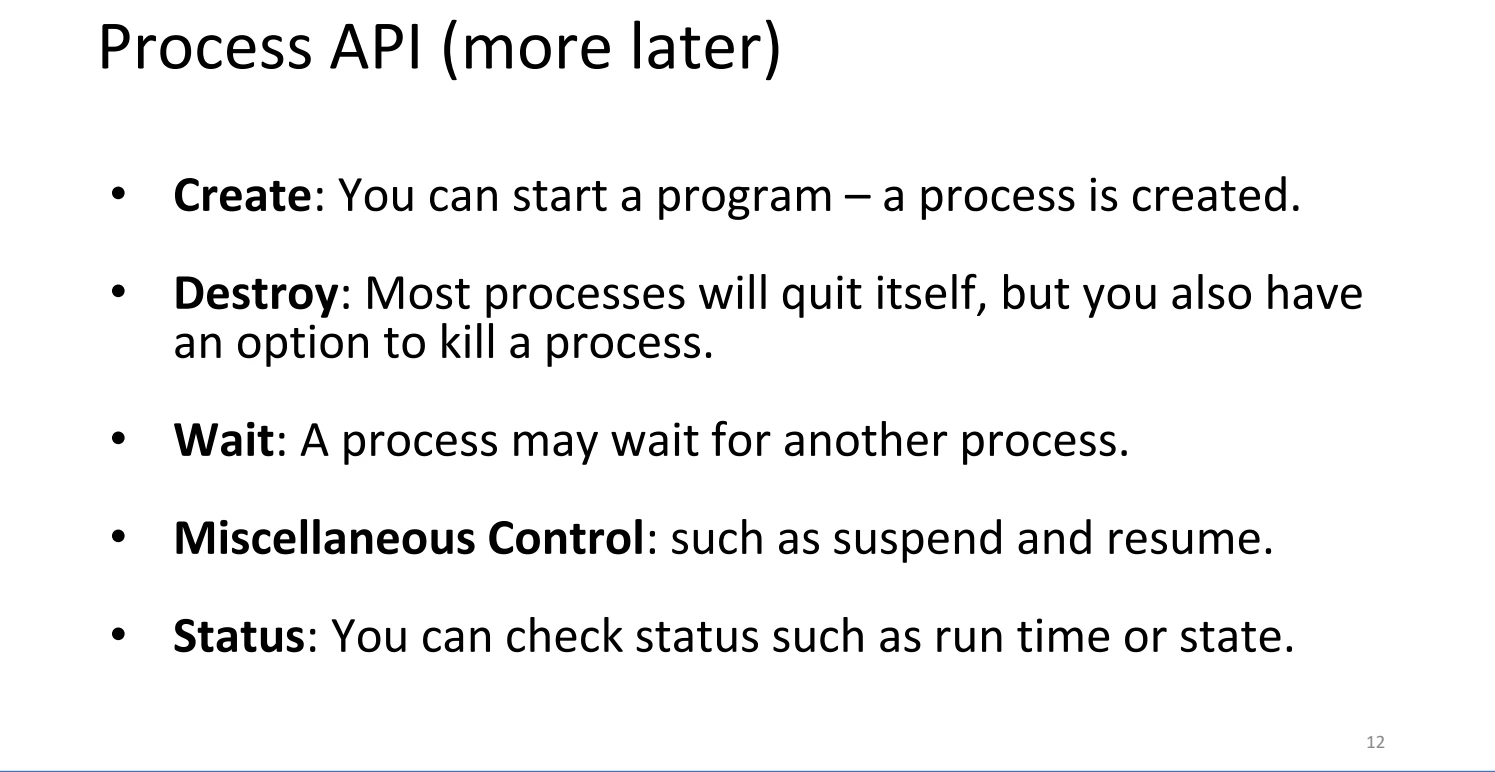 Process API (more later)
• Create: You can start a program – a process is created.
• Destroy: Most processes will quit itself, but you also have
an option to kill a process.
• Wait: A process may wait for another process.
• Miscellaneous Control: such as suspend and resume.
• Status: You can check status such as run time or state.
12